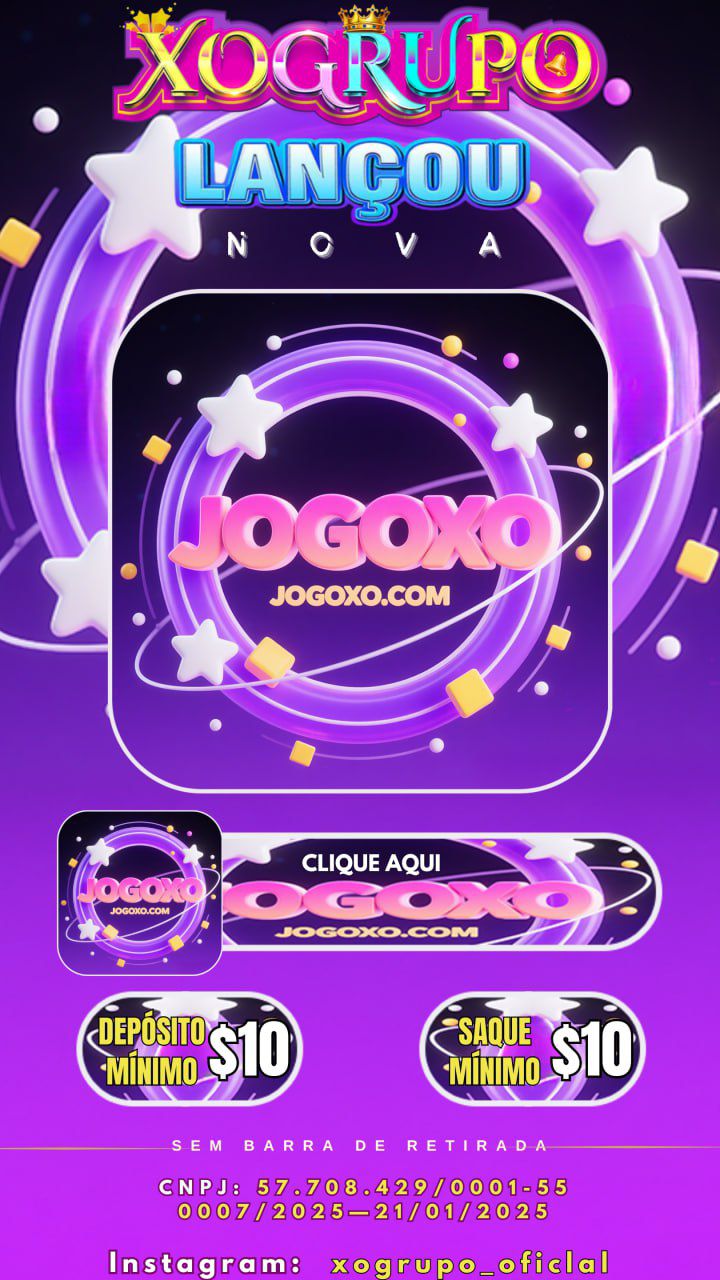 XOGRUPO
LANÇOU
NOVA
JOGOXO
JOGOXO.COM
JOGOXO
JOGOXO.COM
CLIQUE AQUI
JOGOXO
JOGOXO.COM
DEPÓSITO
MÍNIMO $10
SAQUE
MÍNIMO $10
SEM BARRA DE RETIRADA
CNPJ: 57.708.429/0001-55
0007/2025—21/01/2025
Instagram: xogrupo_oficlal